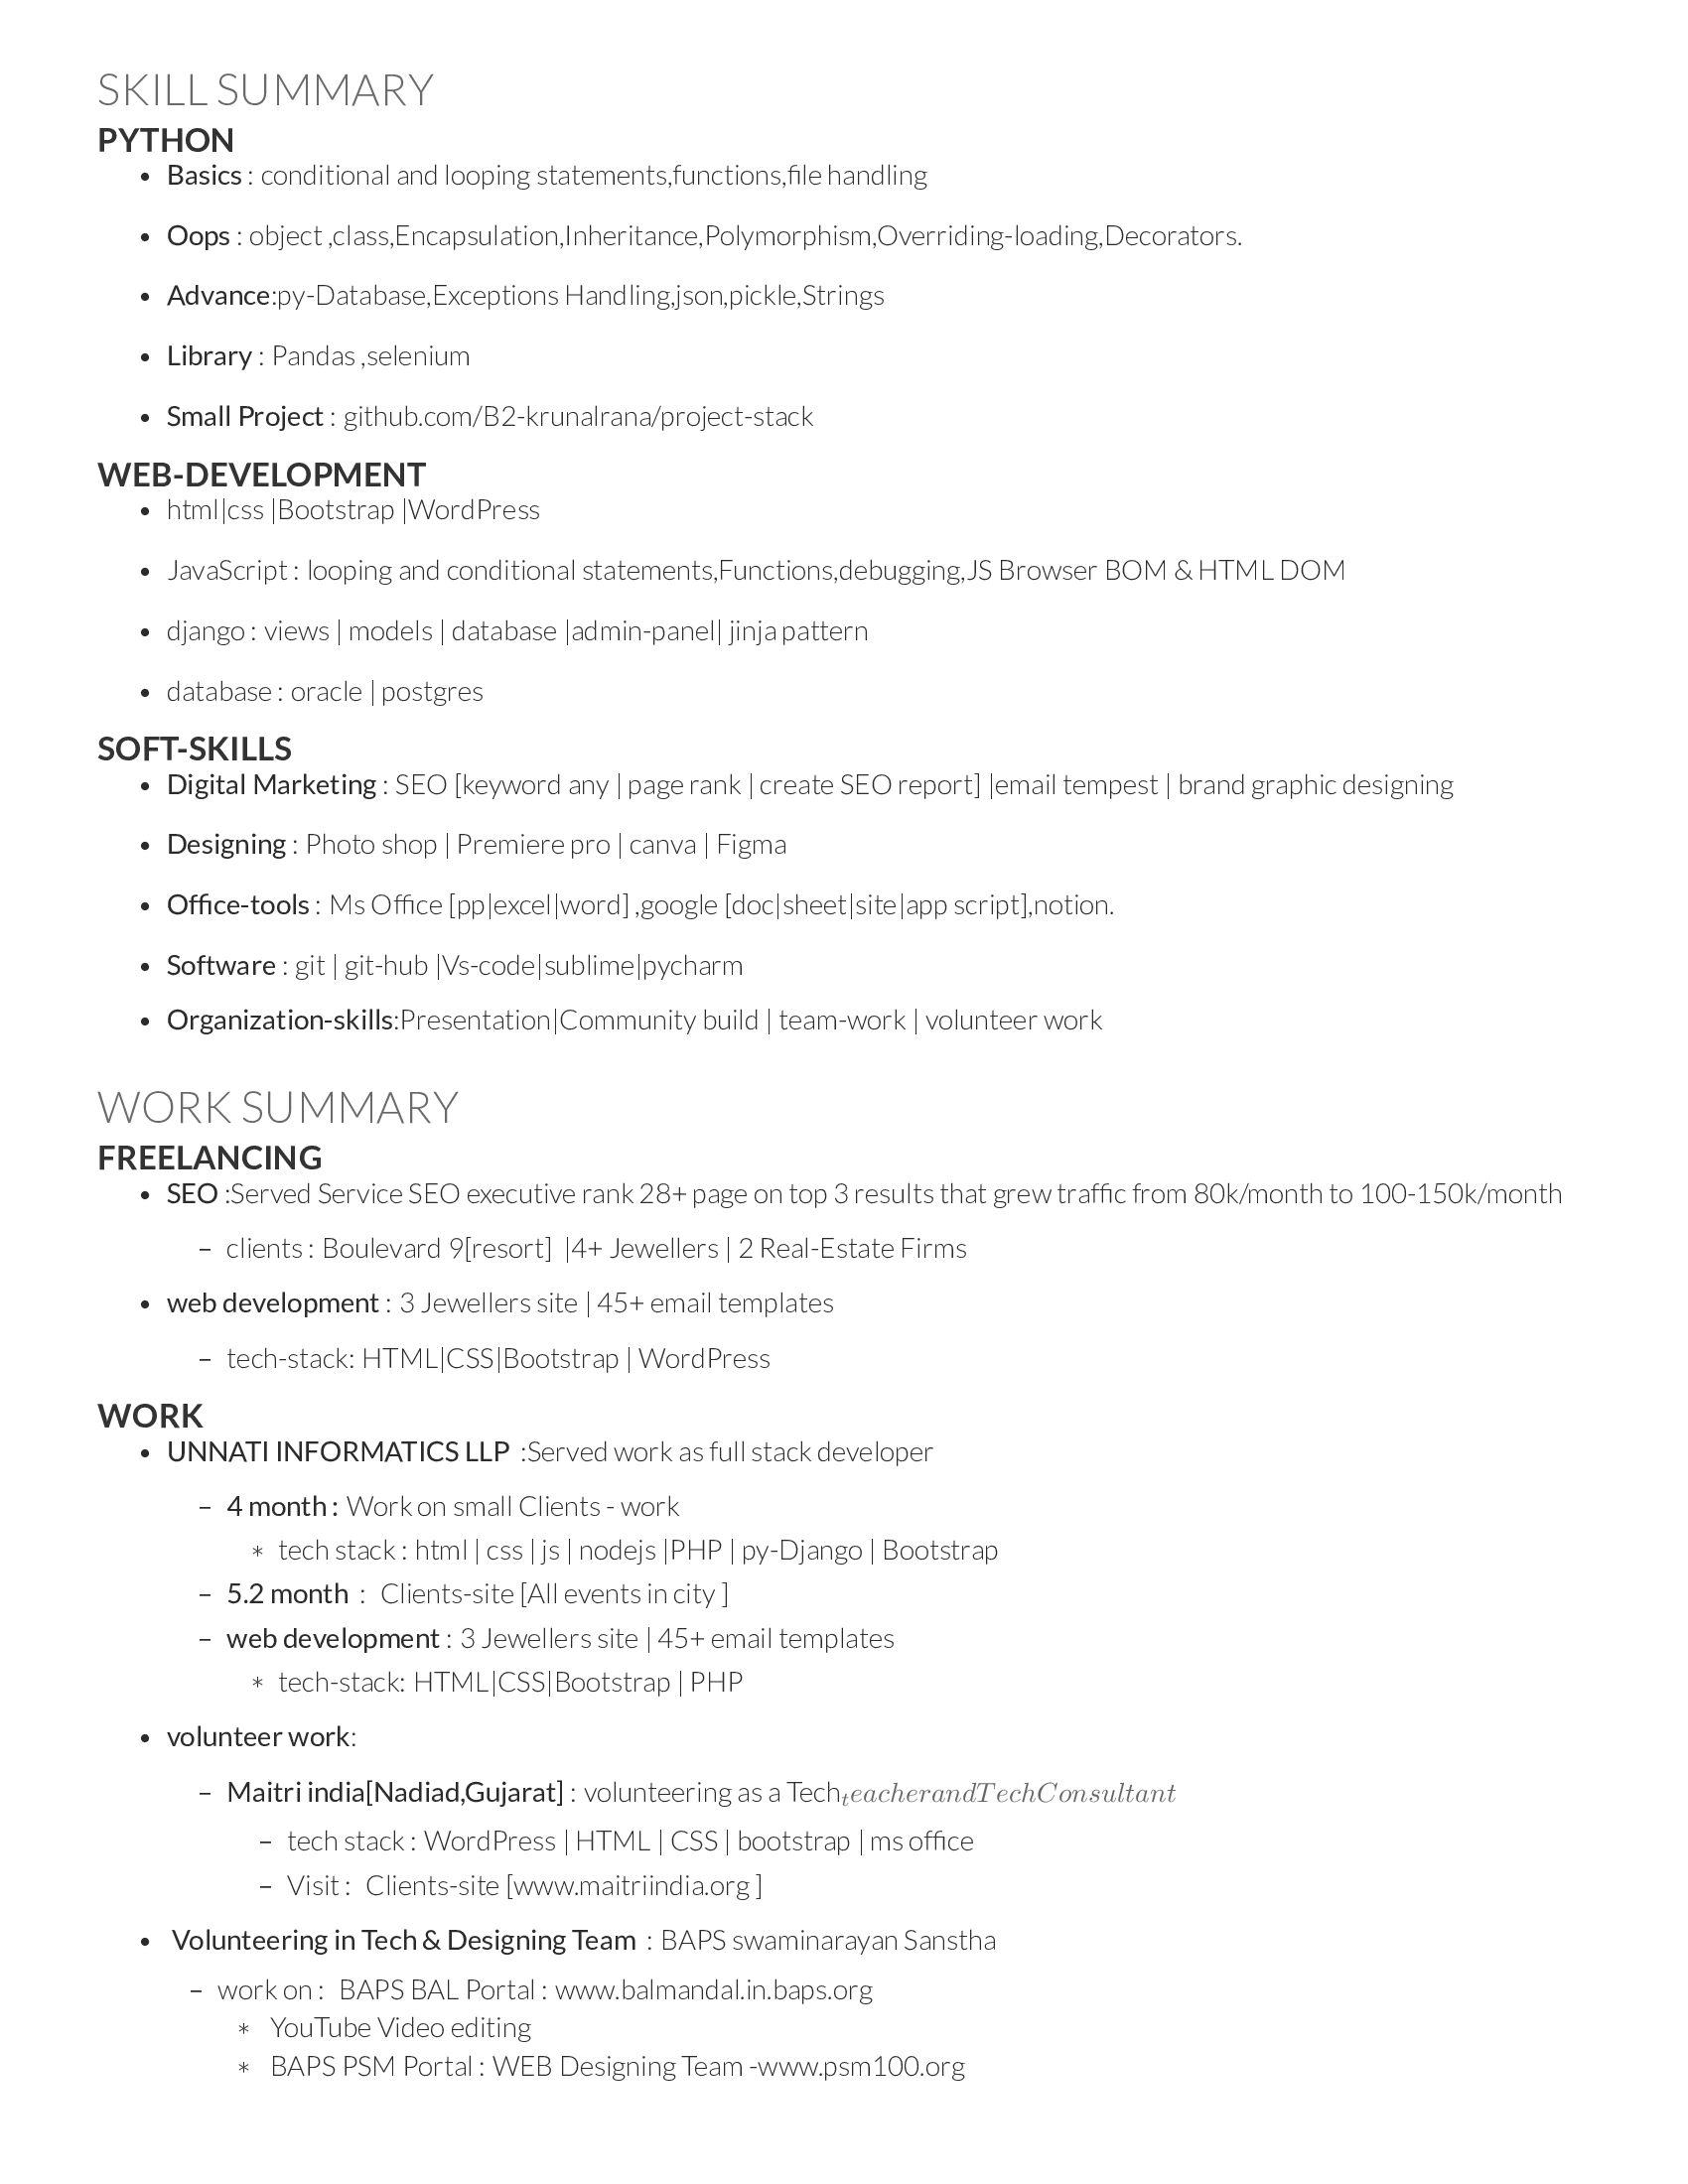 SKILL SUMMARY
PYTHON
• Basics : conditional and looping statements,functions,file handling
• Oops : object ,class,Encapsulation,Inheritance,Polymorphism,Overriding-loading,Decorators.
• Advance:py-Database,Exceptions Handling,json,pickle,Strings
• Library : Pandas ,selenium
• Small Project : github.com/B2-krunalrana/project-stack
WEB-DEVELOPMENT
• html|css |Bootstrap |WordPress
• JavaScript : looping and conditional statements,Functions,debugging,JS Browser BOM & HTML DOM
• django : views | models | database |admin-panel| jinja pattern
• database : oracle | postgres
SOFT-SKILLS
• Digital Marketing : SEO [keyword any | page rank | create SEO report] |email tempest | brand graphic designing
• Designing : Photo shop | Premiere pro | canva | Figma
• Office-tools : Ms Office [pp|excel|word] ,google [doc|sheet|site|app script],notion.
• Software : git | git-hub |Vs-code|sublime|pycharm
• Organization-skills:Presentation|Community build | team-work | volunteer work
WORK SUMMARY
FREELANCING
• SEO :Served Service SEO executive rank 28+ page on top 3 results that grew traffic from 80k/month to 100-150k/month
– clients : Boulevard 9[resort] |4+ Jewellers | 2 Real-Estate Firms
• web development : 3 Jewellers site | 45+ email templates
– tech-stack: HTML|CSS|Bootstrap | WordPress
WORK
• UNNATI INFORMATICS LLP :Served work as full stack developer
– 4 month : Work on small Clients - work
* tech stack : html | css | js | nodejs |PHP | py-Django | Bootstrap
– 5.2 month : Clients-site [All events in city ]
– web development : 3 Jewellers site | 45+ email templates
* tech-stack: HTML|CSS|Bootstrap | PHP
• volunteer work:
– Maitri india[Nadiad,Gujarat] : volunteering as a Tech_teacherandTechConsultant
– tech stack : WordPress | HTML | CSS | bootstrap | ms office
– Visit : Clients-site [www.maitriindia.org ]
• Volunteering in Tech & Designing Team : BAPS swaminarayan Sanstha
– work on : BAPS BAL Portal : www.balmandal.in.baps.org
* YouTube Video editing
* BAPS PSM Portal : WEB Designing Team -www.psm100.org